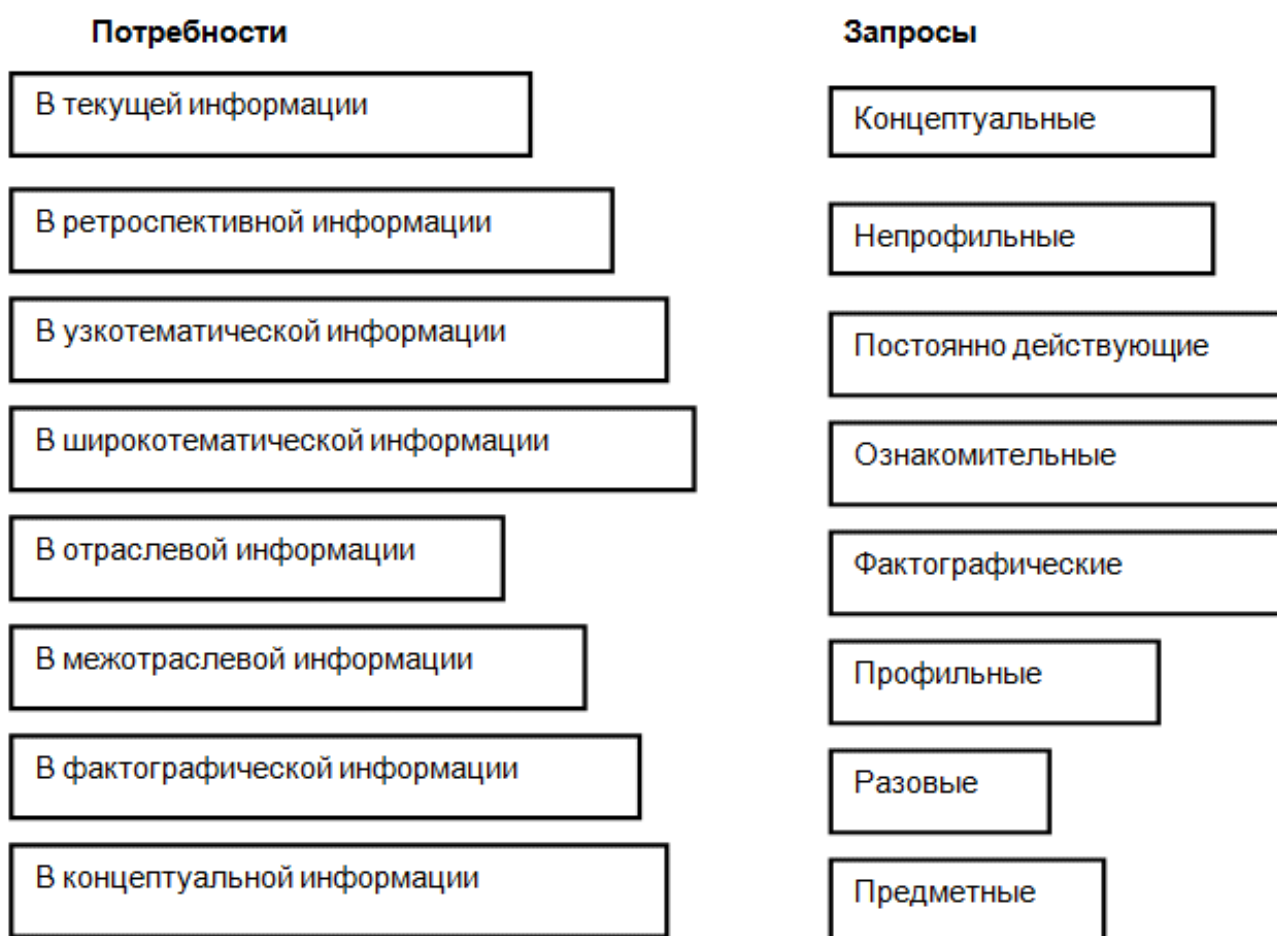 Потребности
Запросы
В текущей информации
Концептуальные
В ретроспективной информации
Непрофильные
В узкотематической информации
Постоянно действующие
В широкотематической информации
Ознакомительные
В отраслевой информации
Фактографические
В межотраслевой информации
Профильные
В фактографической информации
Разовые
В концептуальной информации
Предметные